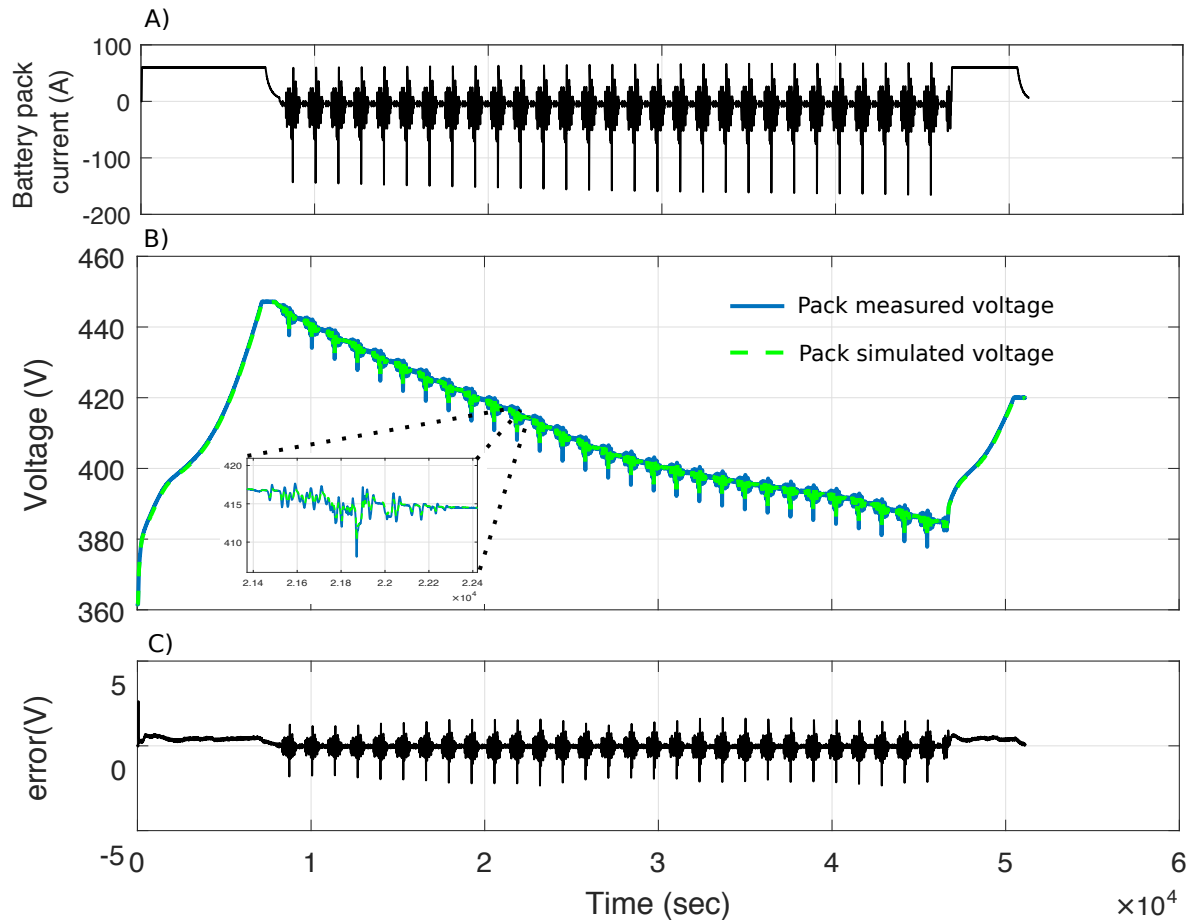 A)
100
0
-100
-200
Battery pack
current (A)
B)
460
440
420
400
380
360
Voltage (V)
Pack measured voltage
Pack simulated voltage
420
415
410
2.14 2.16 2.18 2.2 2.22 2.24
×10⁴
C)
5
0
-5
error(V)
0 1 2 3 4 5 6
Time (sec)
×10⁴